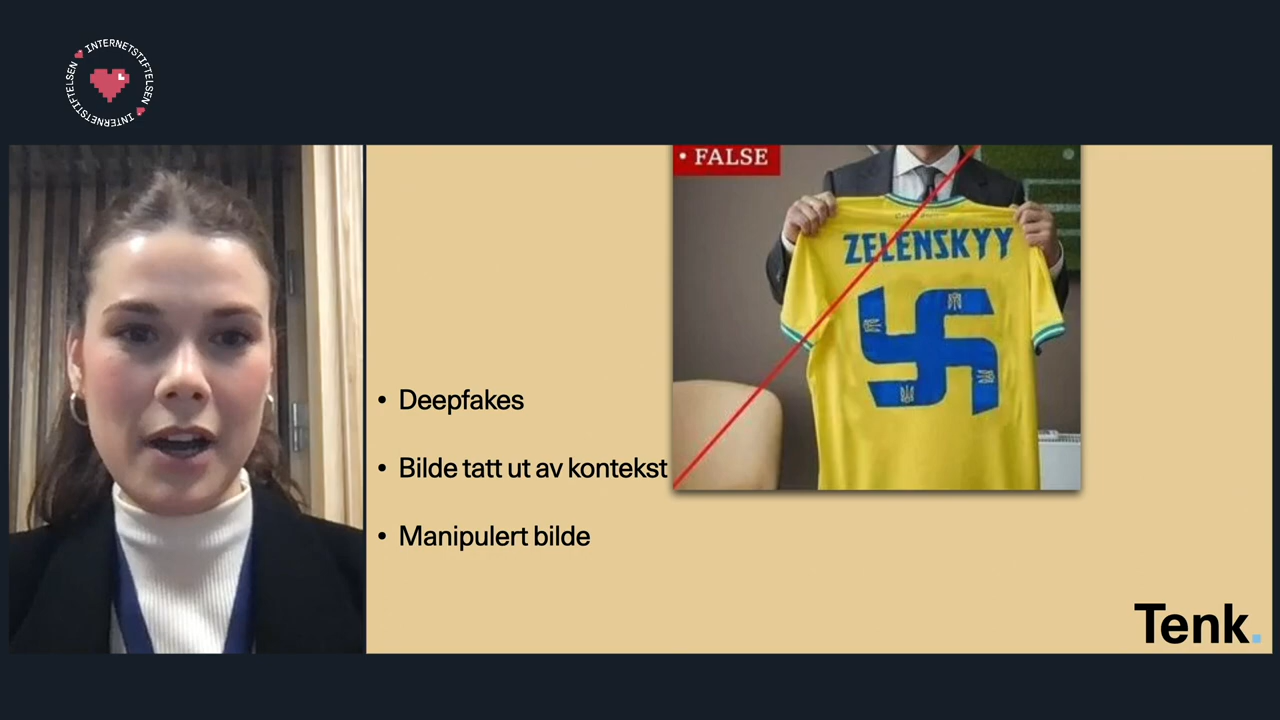 INTERNETSTIFTELSEN INTERNETSTIFTELSEN
• FALSE
ZELENSKYY
• Deepfakes
• Bilde tatt ut av kontekst
• Manipulert bilde
Tenk.